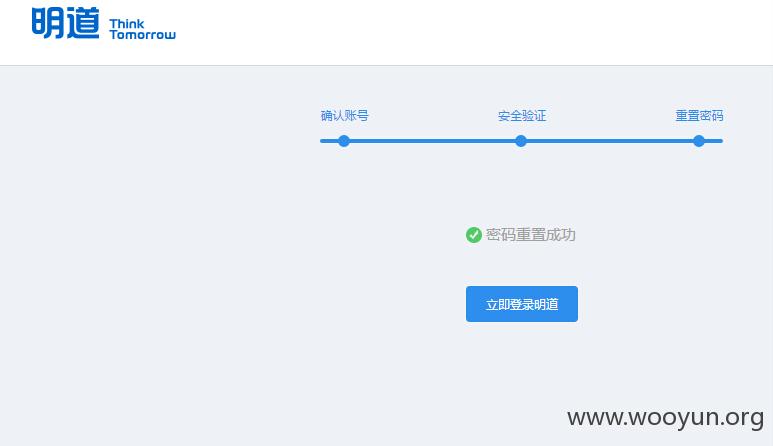 明道 Think
Tomorrow
确认账号 安全验证 重置密码
密码重置成功
立即登录明道
www.wooyun.org